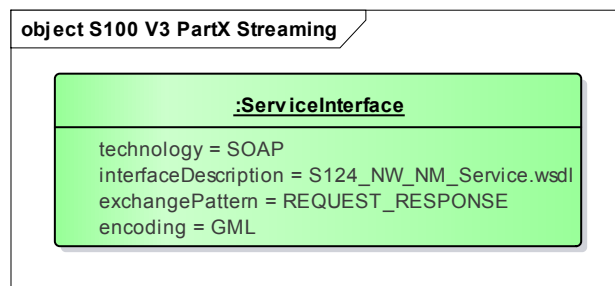 object S100 V3 PartX Streaming
:ServiceInterface
technology = SOAP
interfaceDescription = S124_NW_NM_Service.wsdl
exchangePattern = REQUEST_RESPONSE
encoding = GML